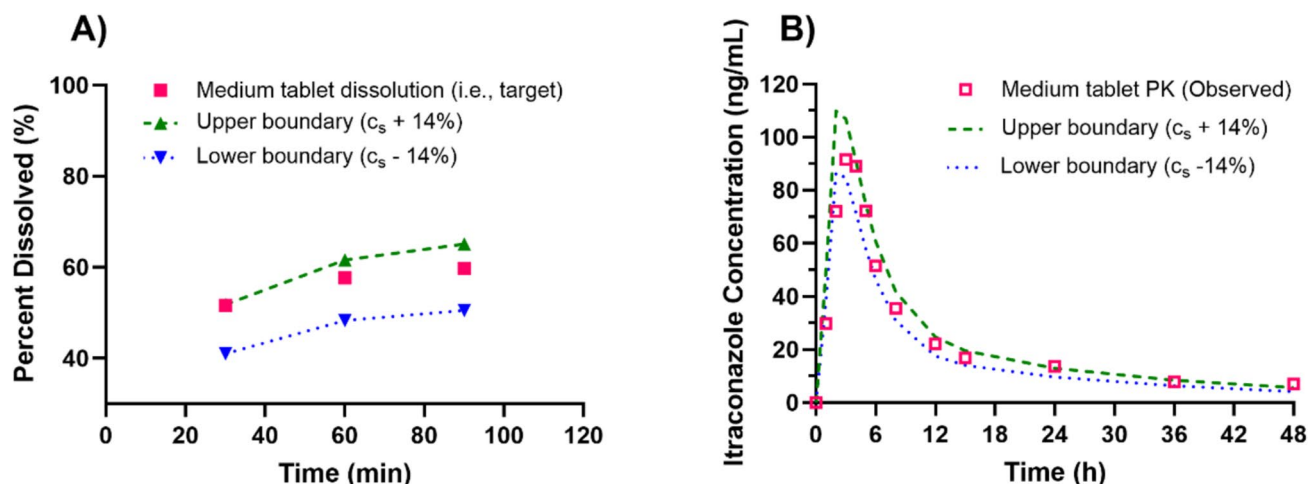 A)
Percent Dissolved (%)
100
80
60
40
0 20 40 60 80 100 120
Time (min)
Medium tablet dissolution (i.e., target)
Upper boundary (cs + 14%)
Lower boundary (cs - 14%)
B)
Itraconazole Concentration (ng/mL)
120
100
80
60
40
20
0
0 6 12 18 24 30 36 42 48
Time (h)
Medium tablet PK (Observed)
Upper boundary (cs + 14%)
Lower boundary (cs -14%)